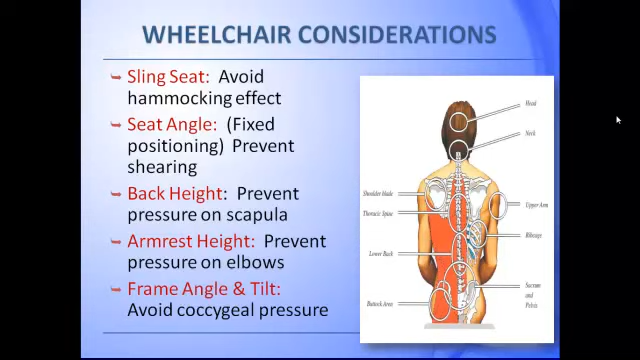 WHEELCHAIR CONSIDERATIONS
Sling Seat: Avoid
hammocking effect
Seat Angle: (Fixed
positioning) Prevent
shearing
Back Height: Prevent
pressure on scapula
Armrest Height: Prevent
pressure on elbows
Frame Angle & Tilt:
Avoid coccygeal pressure
Head
Neck
Shoulder blade
Thoracic Spine
Upper Arm
Ribcage
Lower Back
Sacrum
and
Pelvis
Buttock Area